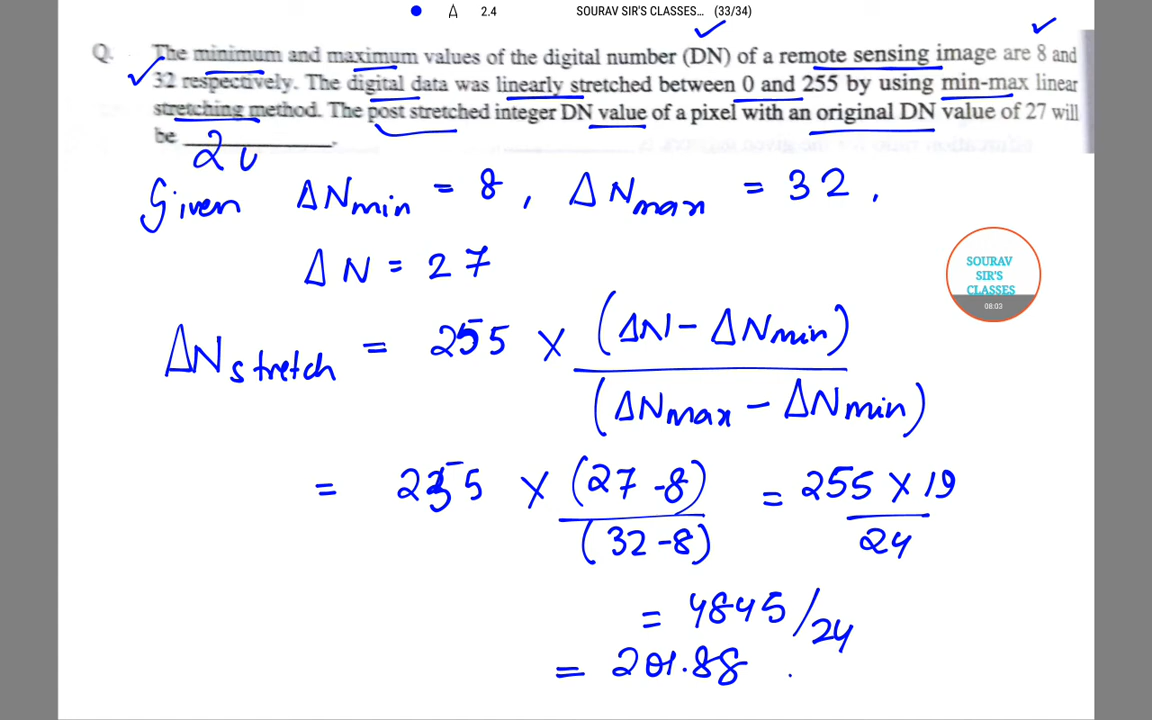 Δ 2.4 SOURAV SIR'S CLASSES... (33/34)
Q. The minimum and maximum values of the digital number (DN) of a remote sensing image are 8 and
32 respectively. The digital data was linearly stretched between 0 and 255 by using min-max linear
stretching method. The post stretched integer DN value of a pixel with an original DN value of 27 will
be ____________.
20
Given ΔNmin = 8, ΔNmax = 32,
ΔN = 27
SOURAV
SIR'S
CLASSES
08:03
ΔNstretch = 255 × (ΔN - ΔNmin) / (ΔNmax - ΔNmin)
= 255 × (27-8) / (32-8) = 255 × 19 / 24
= 4845/24
= 201.88